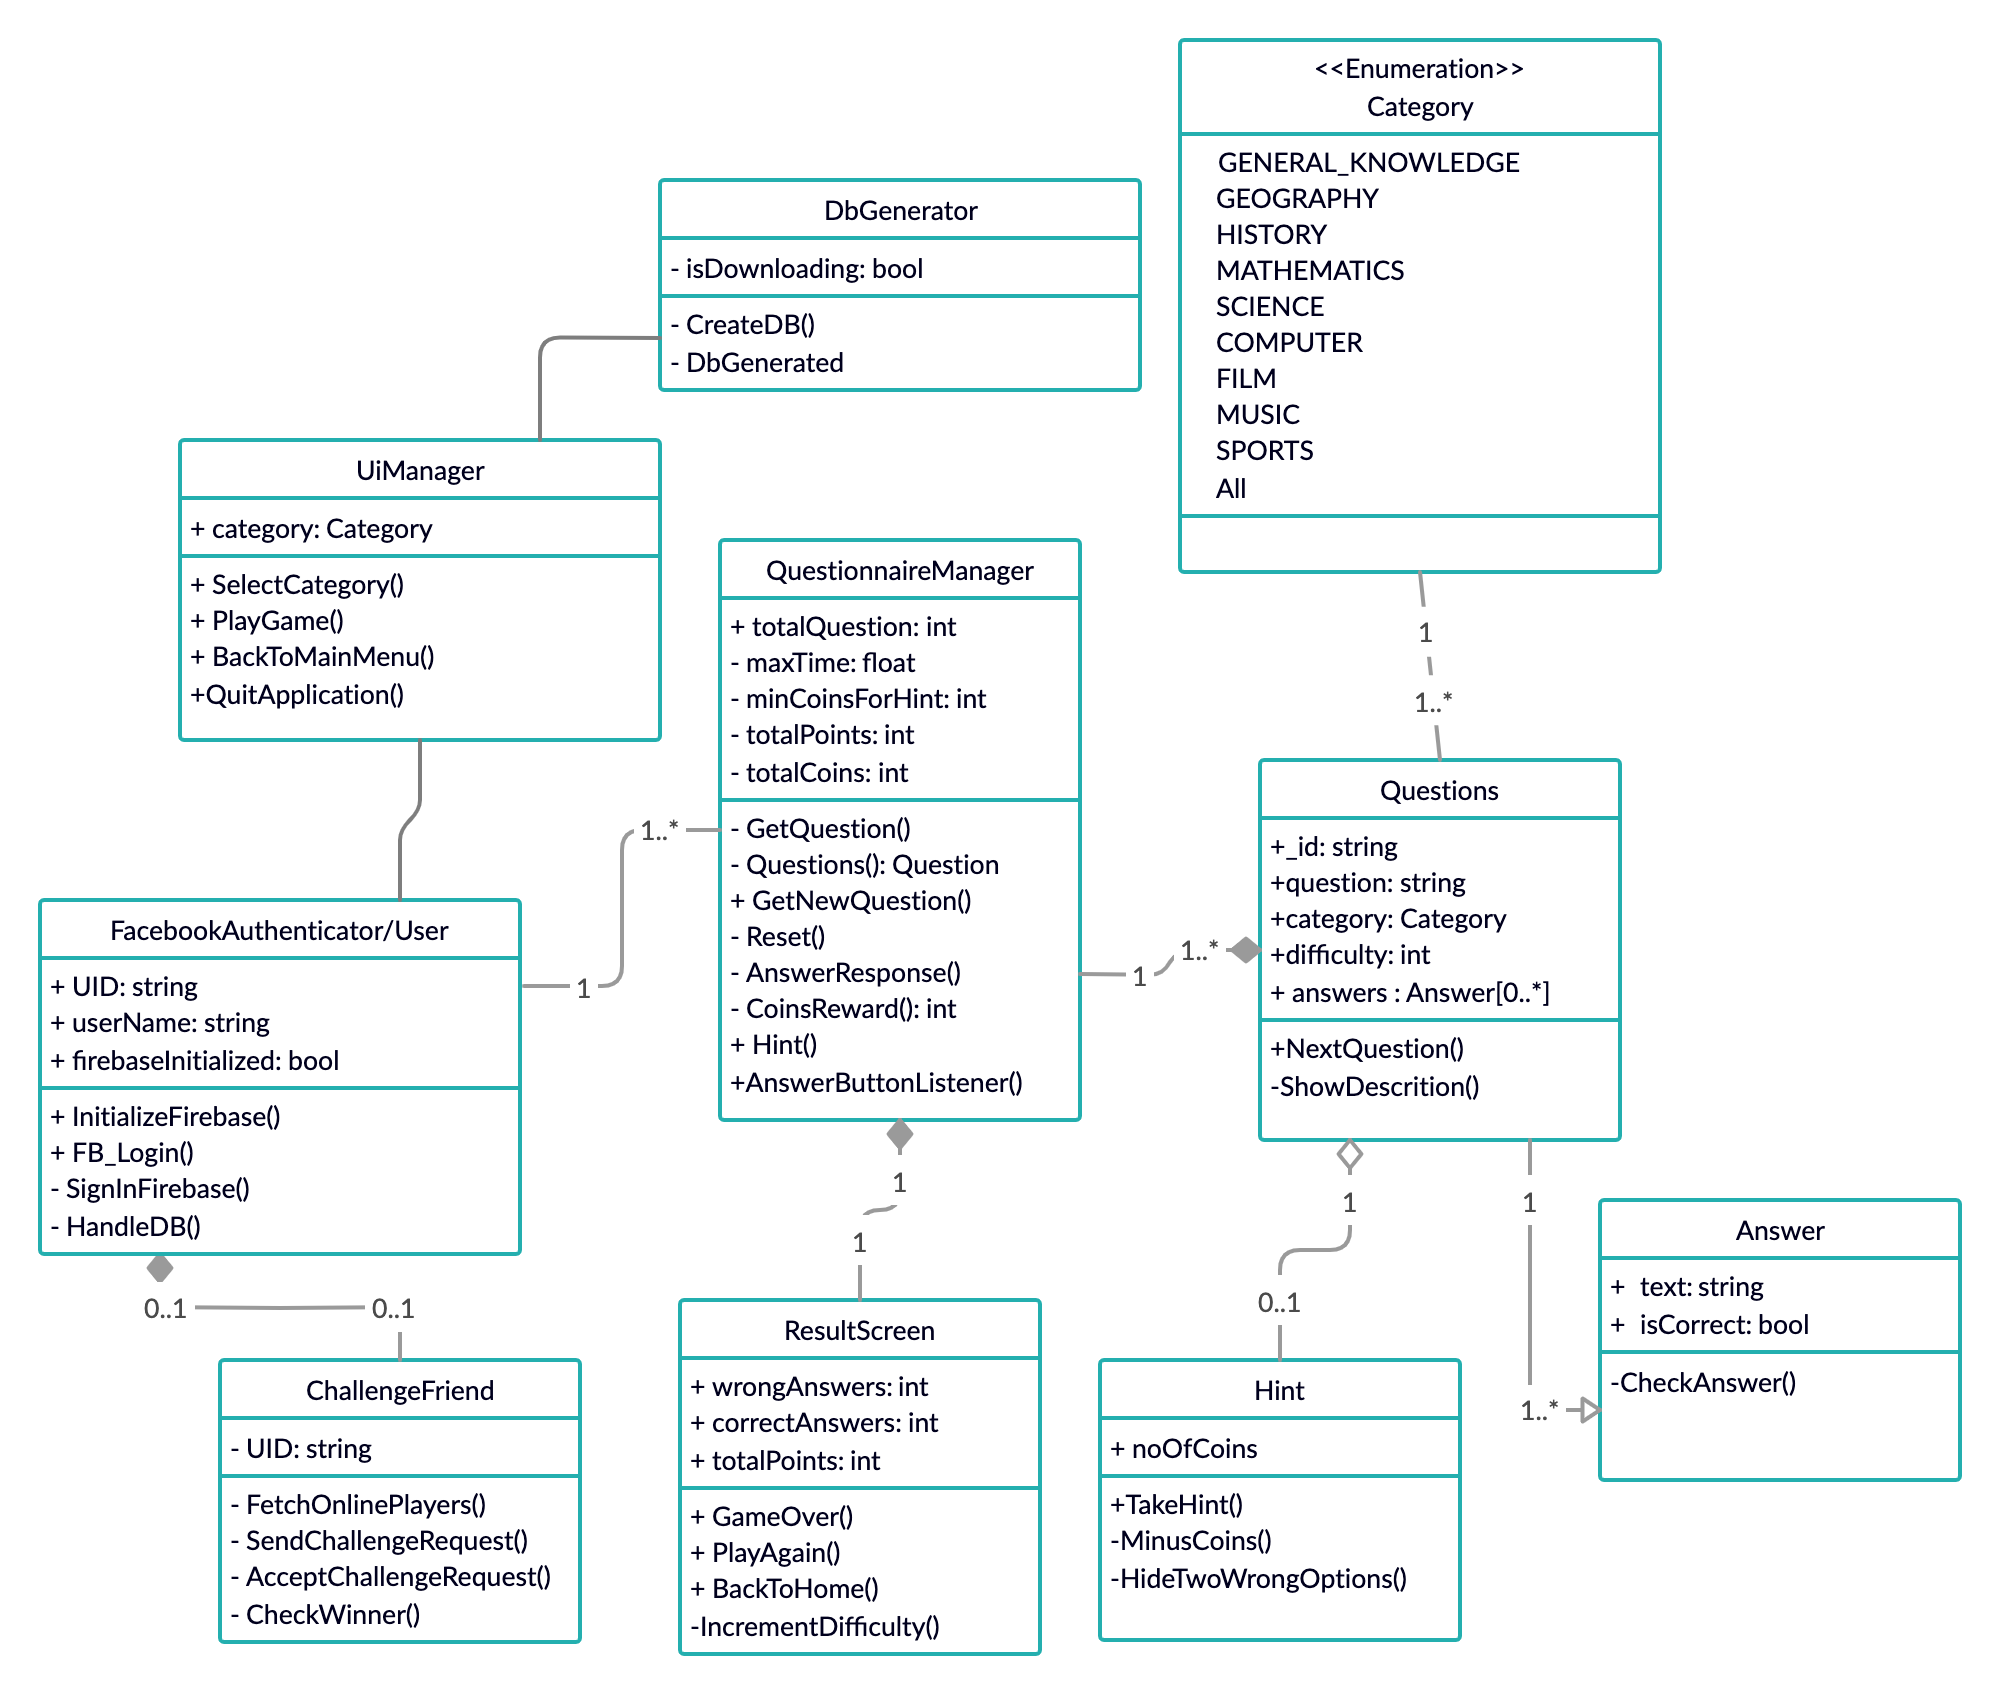 <<Enumeration>>
Category
GENERAL_KNOWLEDGE
GEOGRAPHY
HISTORY
MATHEMATICS
SCIENCE
COMPUTER
FILM
MUSIC
SPORTS
All
DbGenerator
- isDownloading: bool
- CreateDB()
- DbGenerated
UiManager
+ category: Category
+ SelectCategory()
+ PlayGame()
+ BackToMainMenu()
+QuitApplication()
QuestionnaireManager
+ totalQuestion: int
- maxTime: float
- minCoinsForHint: int
- totalPoints: int
- totalCoins: int
- GetQuestion()
- Questions(): Question
+ GetNewQuestion()
- Reset()
- AnswerResponse()
- CoinsReward(): int
+ Hint()
+AnswerButtonListener()
1
1..*
Questions
+_id: string
+question: string
+category: Category
+difficulty: int
+ answers : Answer[0..*]
+NextQuestion()
-ShowDescrition()
FacebookAuthenticator/User
+ UID: string
+ userName: string
+ firebaseInitialized: bool
+ InitializeFirebase()
+ FB_Login()
- SignInFirebase()
- HandleDB()
1
1..*
1
1..*
0..1
0..1
ChallengeFriend
- UID: string
- FetchOnlinePlayers()
- SendChallengeRequest()
- AcceptChallengeRequest()
- CheckWinner()
1
1
ResultScreen
+ wrongAnswers: int
+ correctAnswers: int
+ totalPoints: int
+ GameOver()
+ PlayAgain()
+ BackToHome()
-IncrementDifficulty()
1
0..1
Hint
+ noOfCoins
+TakeHint()
-MinusCoins()
-HideTwoWrongOptions()
1
1..*
Answer
+ text: string
+ isCorrect: bool
-CheckAnswer()